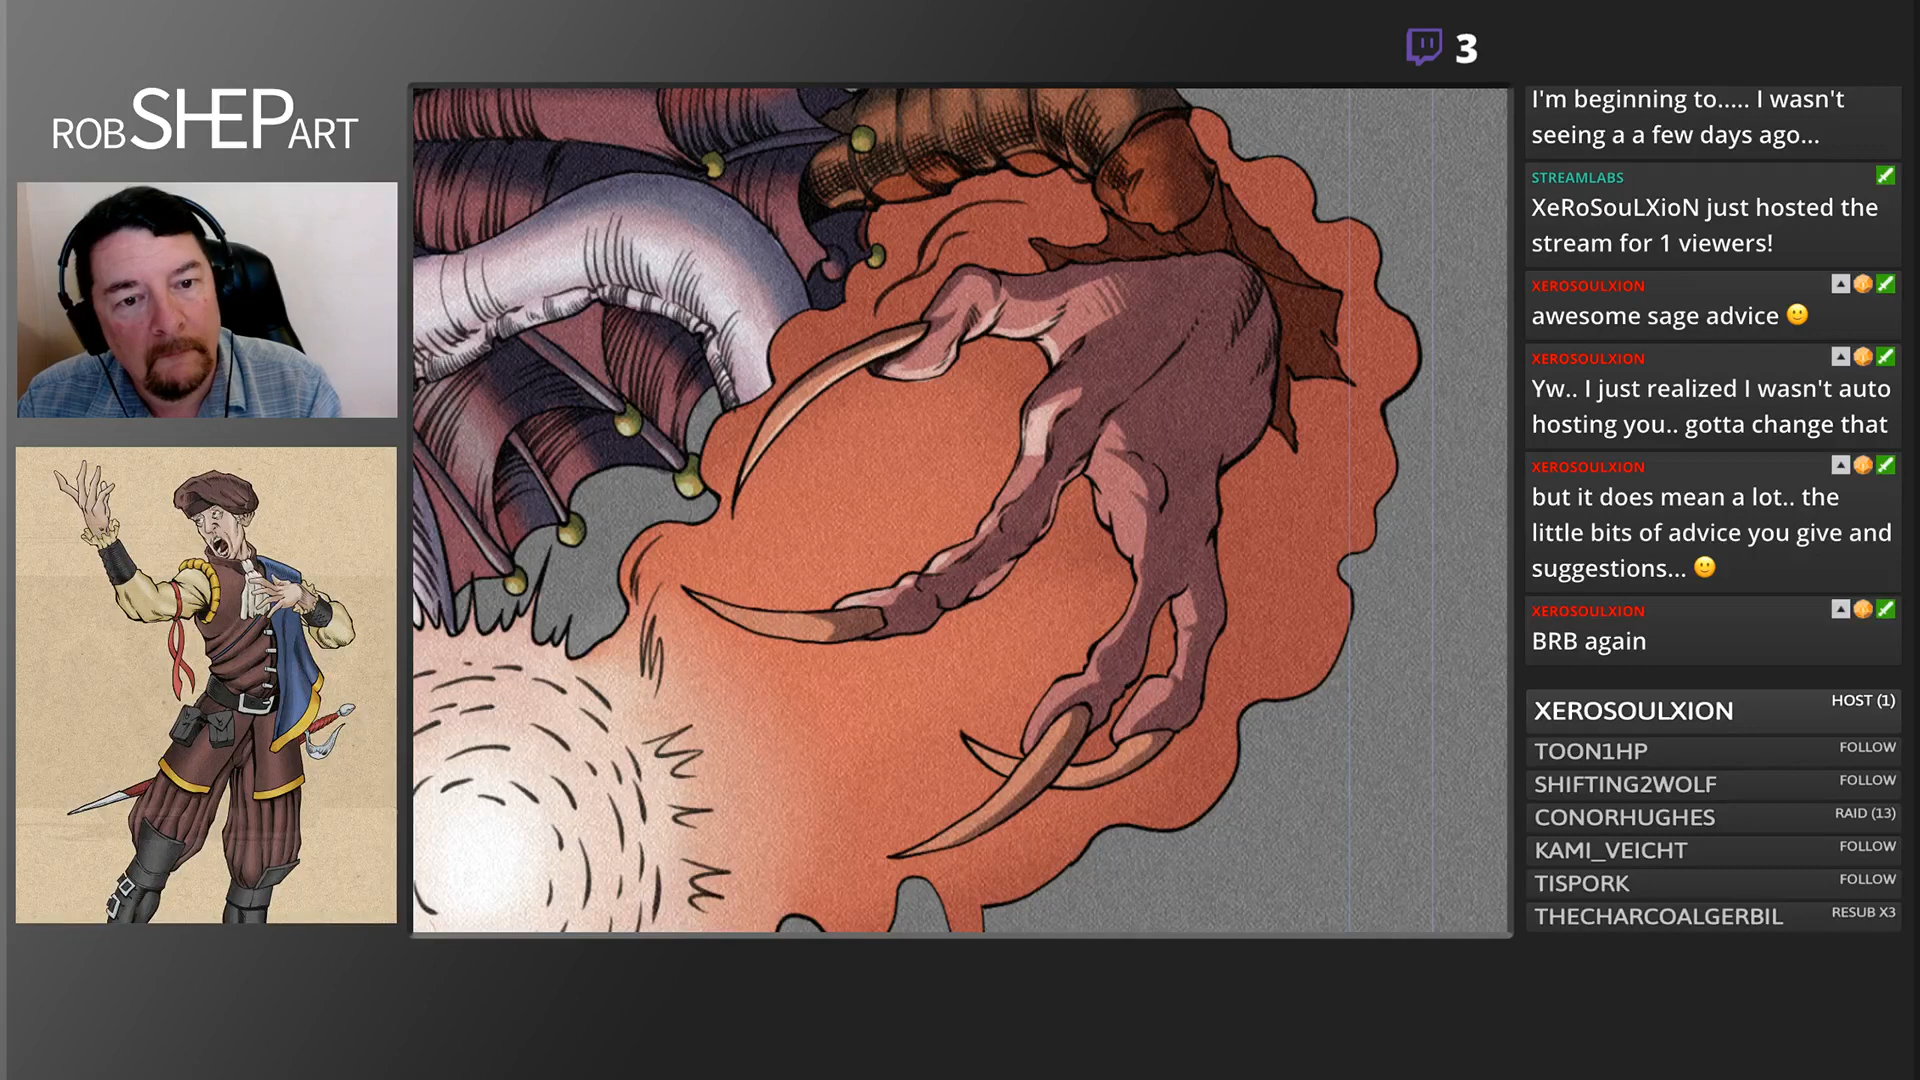 3
ROB SHEP ART
I'm beginning to..... I wasn't
seeing a a few days ago...
STREAMLABS
XeRoSouLXioN just hosted the
stream for 1 viewers!
XEROSOULXION
awesome sage advice 🙂
XEROSOULXION
Yw.. I just realized I wasn't auto
hosting you.. gotta change that
XEROSOULXION
but it does mean a lot.. the
little bits of advice you give and
suggestions... 🙂
XEROSOULXION
BRB again
XEROSOULXION HOST (1)
TOON1HP FOLLOW
SHIFTING2WOLF FOLLOW
CONORHUGHES RAID (13)
KAMI_VEICHT FOLLOW
TISPORK FOLLOW
THECHARCOALGERBIL RESUB X3